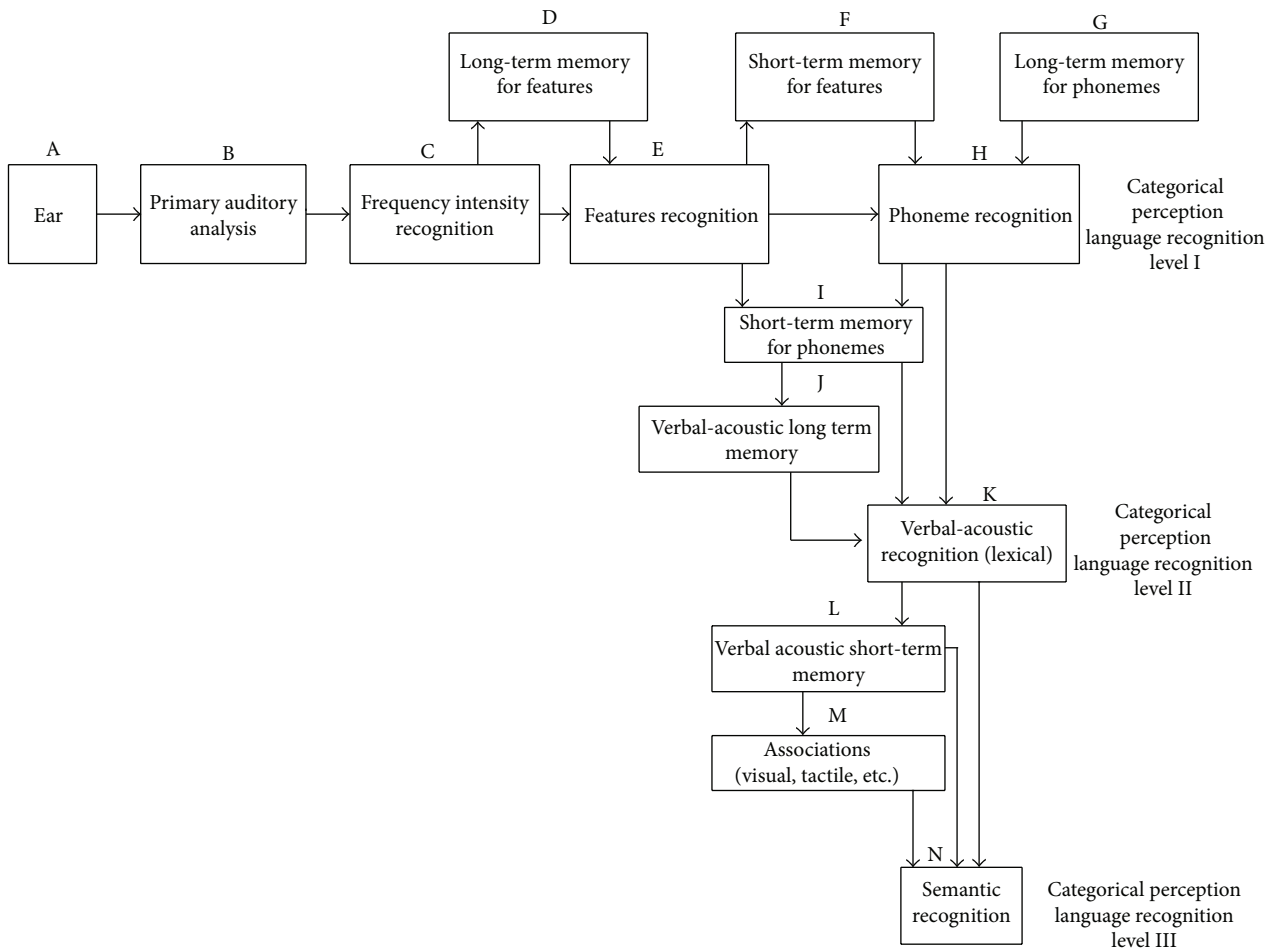 D
F
G
Long-term memory
for features
Short-term memory
for features
Long-term memory
for phonemes
A
B
C
E
H
Ear
Primary auditory
analysis
Frequency intensity
recognition
Features recognition
Phoneme recognition
Categorical
perception
language recognition
level I
I
Short-term memory
for phonemes
J
Verbal-acoustic long term
memory
K
Verbal-acoustic
recognition (lexical)
Categorical
perception
language recognition
level II
L
Verbal acoustic short-term
memory
M
Associations
(visual, tactile, etc.)
N
Semantic
recognition
Categorical perception
language recognition
level III